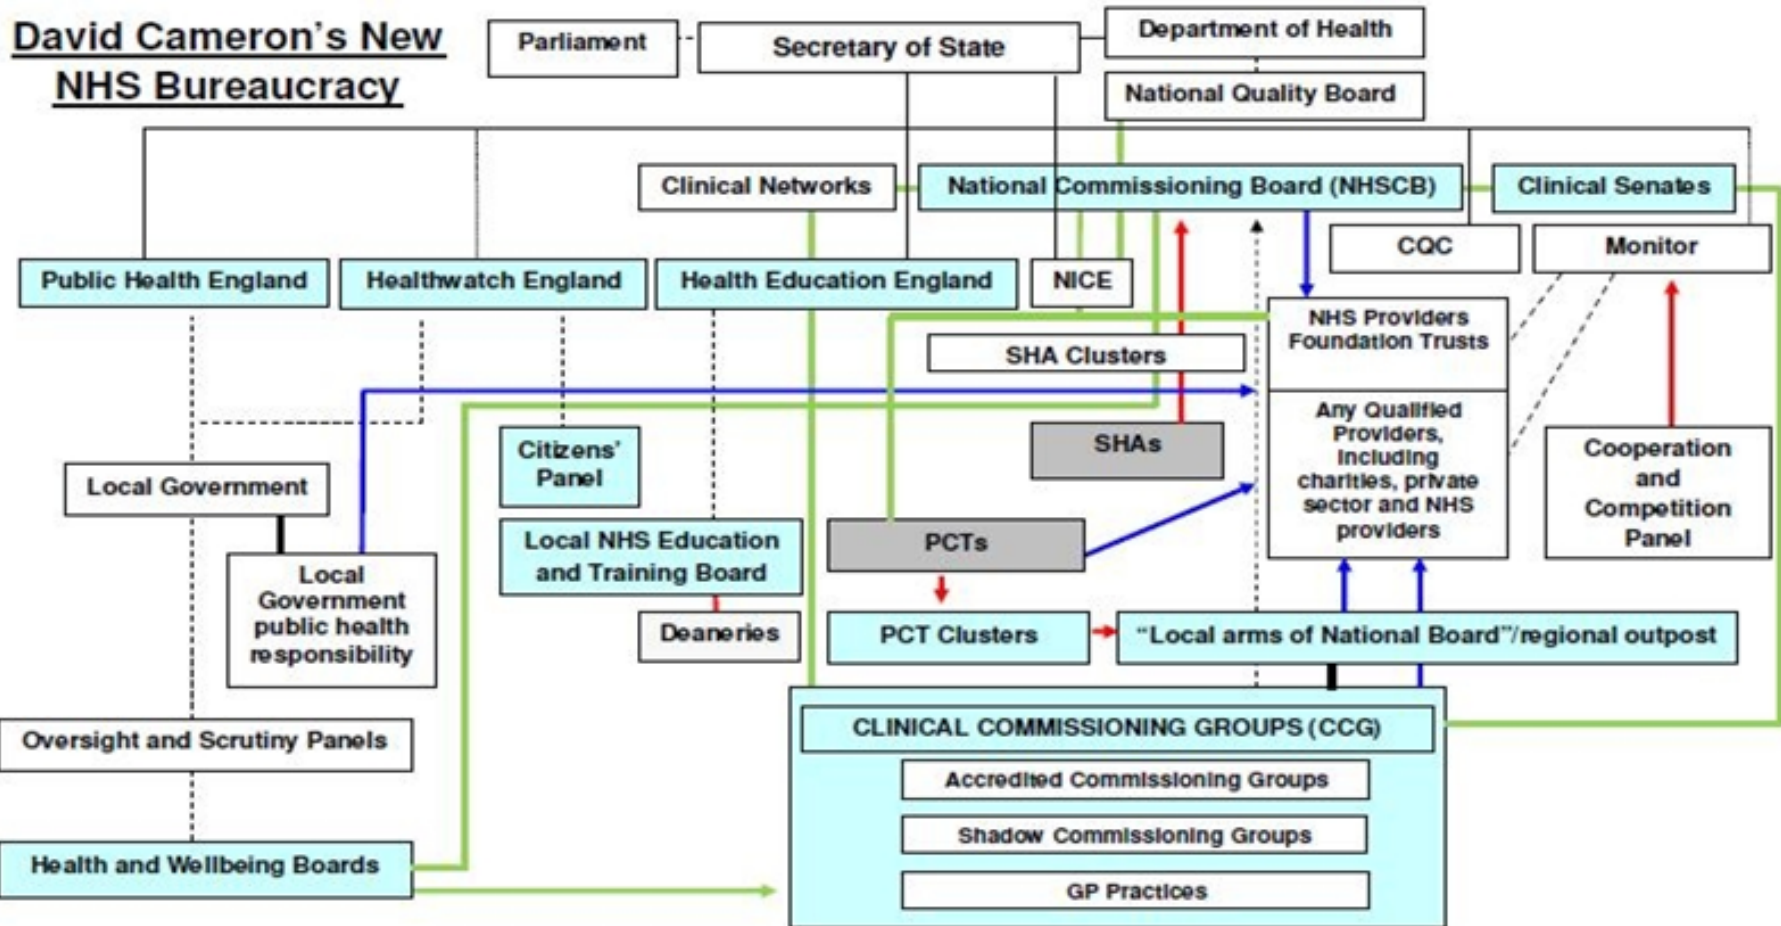 David Cameron's New
NHS Bureaucracy
Parliament
Secretary of State
Department of Health
National Quality Board
Clinical Networks
National Commissioning Board (NHSCB)
Clinical Senates
CQC
Monitor
Public Health England
Healthwatch England
Health Education England
NICE
NHS Providers
Foundation Trusts
SHA Clusters
Any Qualified
Providers,
including
charities, private
sector and NHS
providers
Citizens'
Panel
SHAs
Cooperation
and
Competition
Panel
Local Government
Local NHS Education
and Training Board
PCTs
Local
Government
public health
responsibility
Deaneries
PCT Clusters
“Local arms of National Board”/regional outpost
Oversight and Scrutiny Panels
CLINICAL COMMISSIONING GROUPS (CCG)
Accredited Commissioning Groups
Shadow Commissioning Groups
GP Practices
Health and Wellbeing Boards